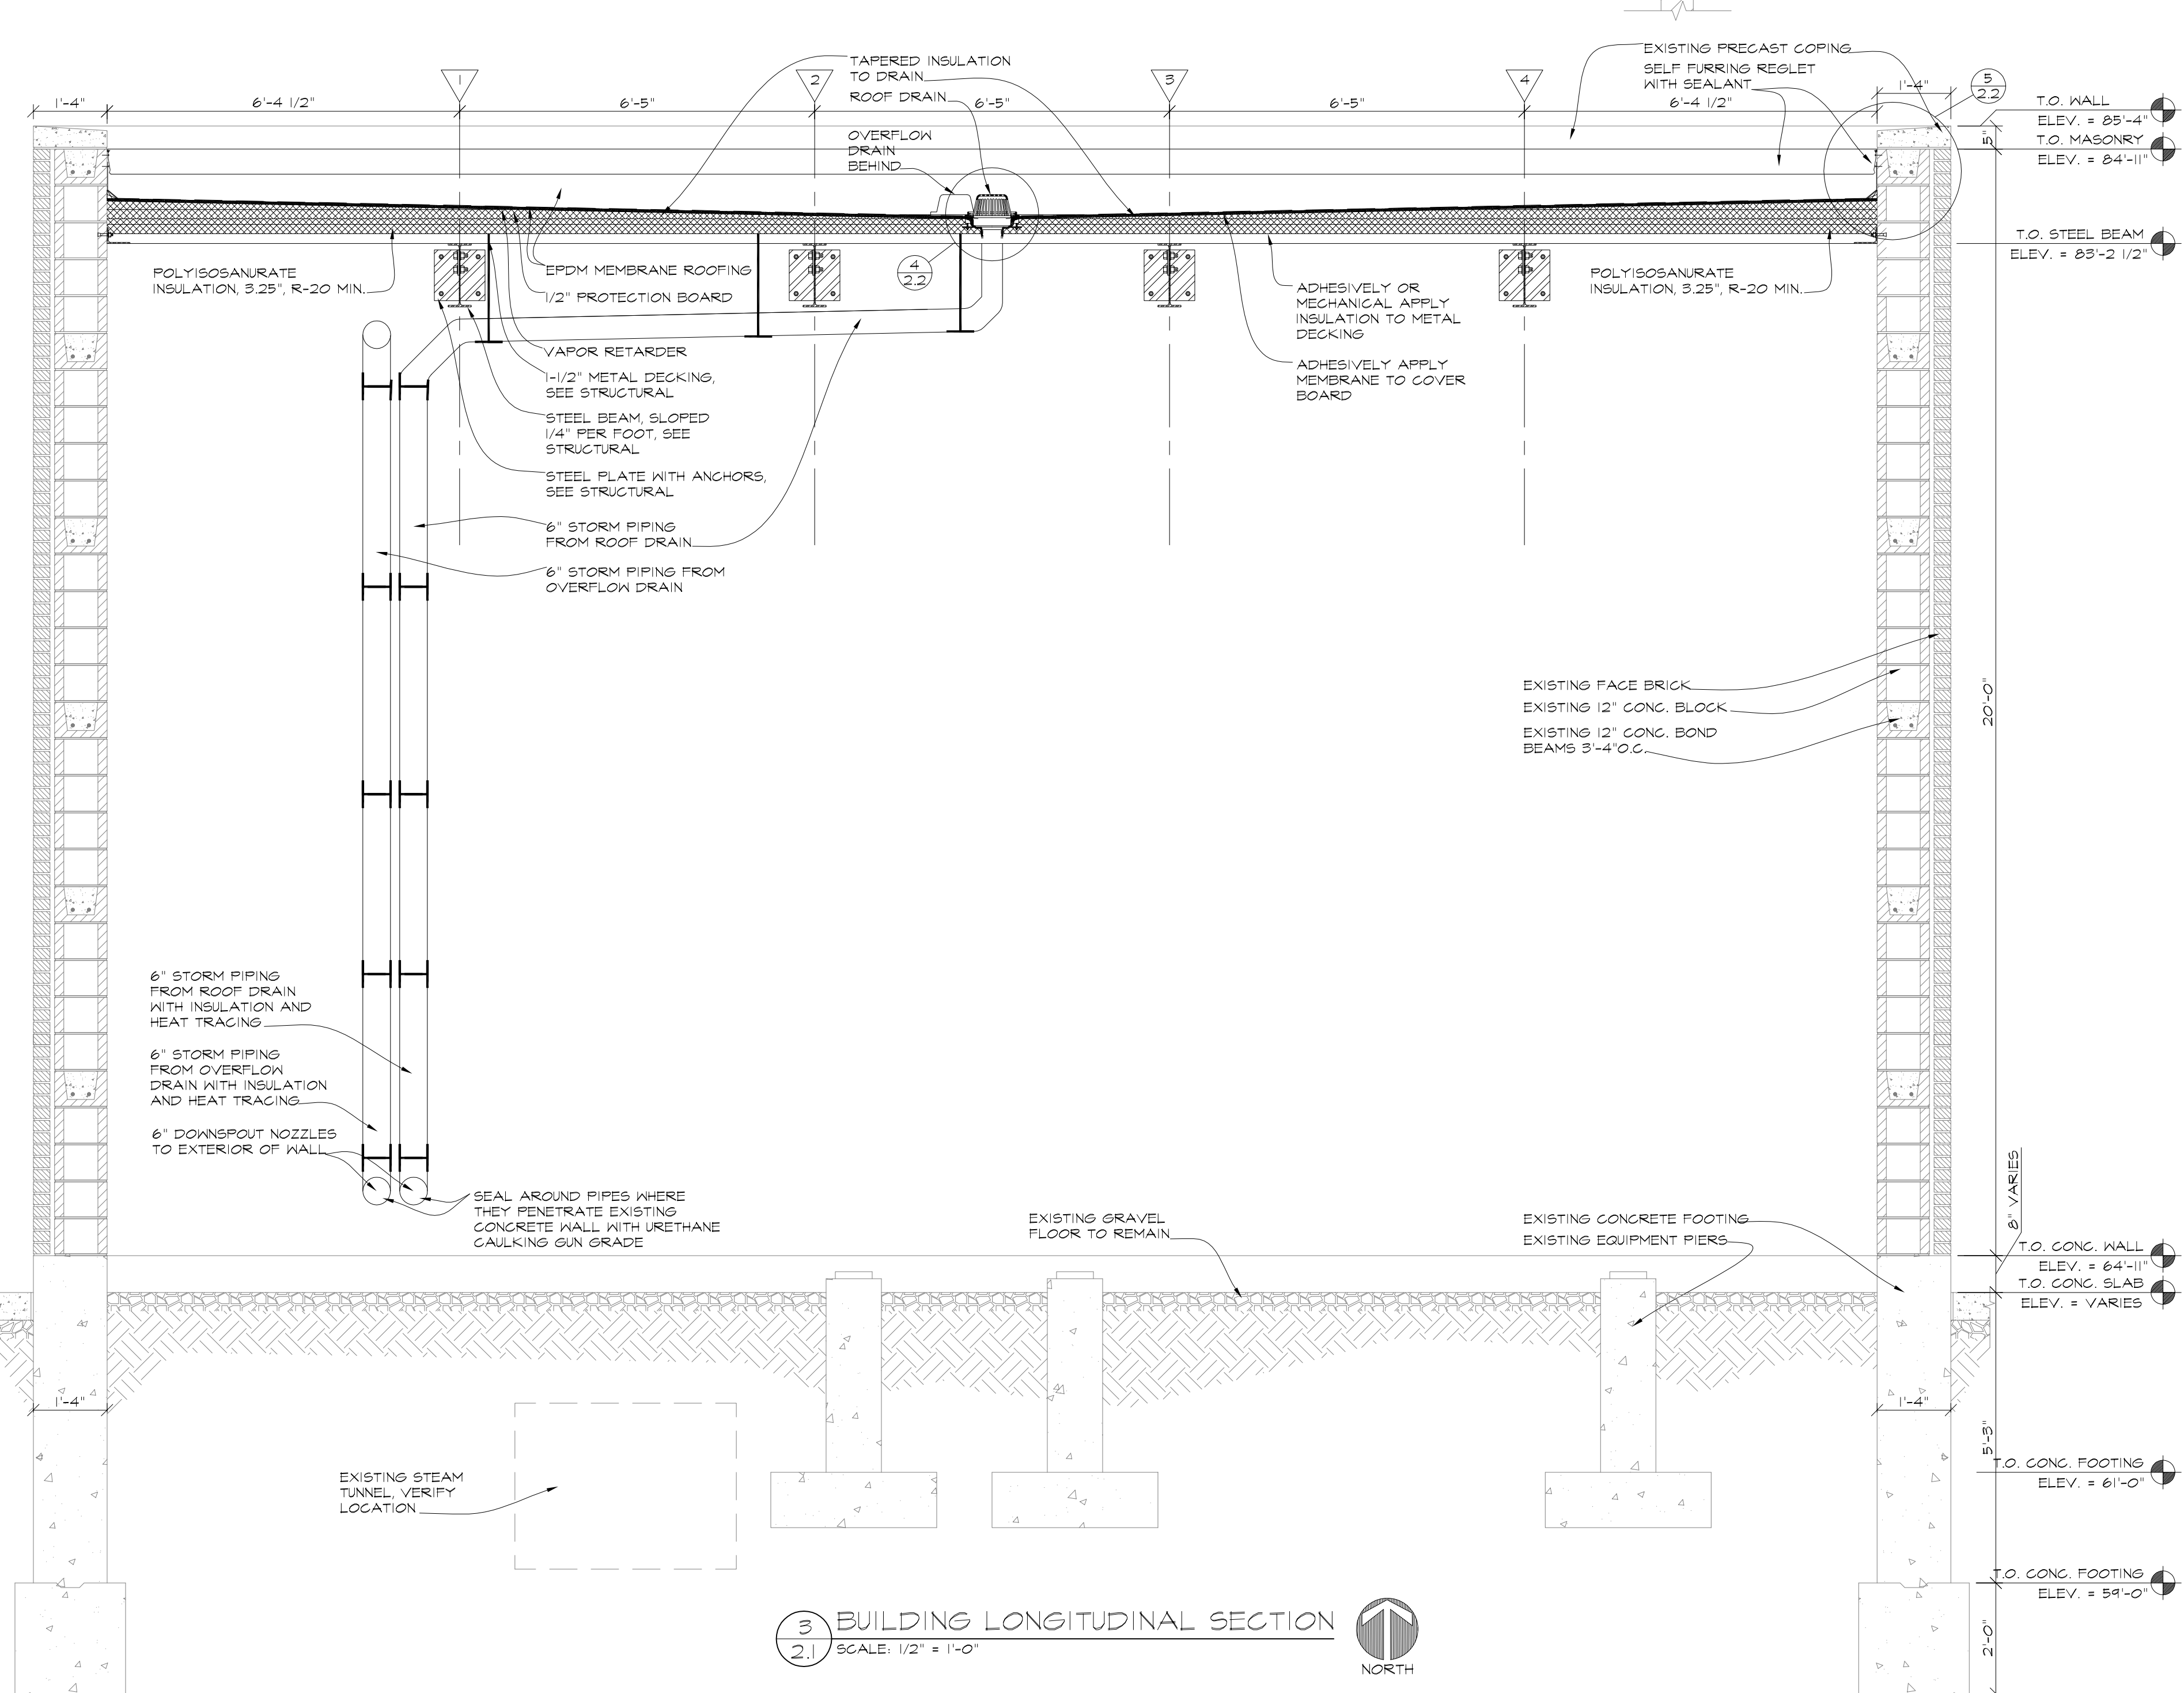 EXISTING PRECAST COPING
SELF FURRING REGLET
WITH SEALANT
TAPERED INSULATION
TO DRAIN
ROOF DRAIN
OVERFLOW
DRAIN
BEHIND
1
2
3
4
5
2.2
1'-4"
6'-4 1/2"
6'-5"
6'-5"
6'-5"
6'-4 1/2"
1'-4"
T.O. WALL
ELEV. = 85'-4"
5"
T.O. MASONRY
ELEV. = 84'-11"
T.O. STEEL BEAM
ELEV. = 83'-2 1/2"
POLYISOSANURATE
INSULATION, 3.25", R-20 MIN.
EPDM MEMBRANE ROOFING
1/2" PROTECTION BOARD
4
2.2
ADHESIVELY OR
MECHANICAL APPLY
INSULATION TO METAL
DECKING
POLYISOSANURATE
INSULATION, 3.25", R-20 MIN.
VAPOR RETARDER
1-1/2" METAL DECKING,
SEE STRUCTURAL
STEEL BEAM, SLOPED
1/4" PER FOOT, SEE
STRUCTURAL
STEEL PLATE WITH ANCHORS,
SEE STRUCTURAL
6" STORM PIPING
FROM ROOF DRAIN
6" STORM PIPING FROM
OVERFLOW DRAIN
ADHESIVELY APPLY
MEMBRANE TO COVER
BOARD
EXISTING FACE BRICK
EXISTING 12" CONC. BLOCK
EXISTING 12" CONC. BOND
BEAMS 3'-4"O.C.
20'-0"
6" STORM PIPING
FROM ROOF DRAIN
WITH INSULATION AND
HEAT TRACING
6" STORM PIPING
FROM OVERFLOW
DRAIN WITH INSULATION
AND HEAT TRACING
6" DOWNSPOUT NOZZLES
TO EXTERIOR OF WALL
SEAL AROUND PIPES WHERE
THEY PENETRATE EXISTING
CONCRETE WALL WITH URETHANE
CAULKING GUN GRADE
EXISTING GRAVEL
FLOOR TO REMAIN
EXISTING CONCRETE FOOTING
EXISTING EQUIPMENT PIERS
8" VARIES
T.O. CONC. WALL
ELEV. = 64'-11"
T.O. CONC. SLAB
ELEV. = VARIES
1'-4"
1'-4"
5'-3"
EXISTING STEAM
TUNNEL, VERIFY
LOCATION
T.O. CONC. FOOTING
ELEV. = 61'-0"
T.O. CONC. FOOTING
ELEV. = 59'-0"
2'-0"
3
2.1
BUILDING LONGITUDINAL SECTION
SCALE: 1/2" = 1'-0"
NORTH